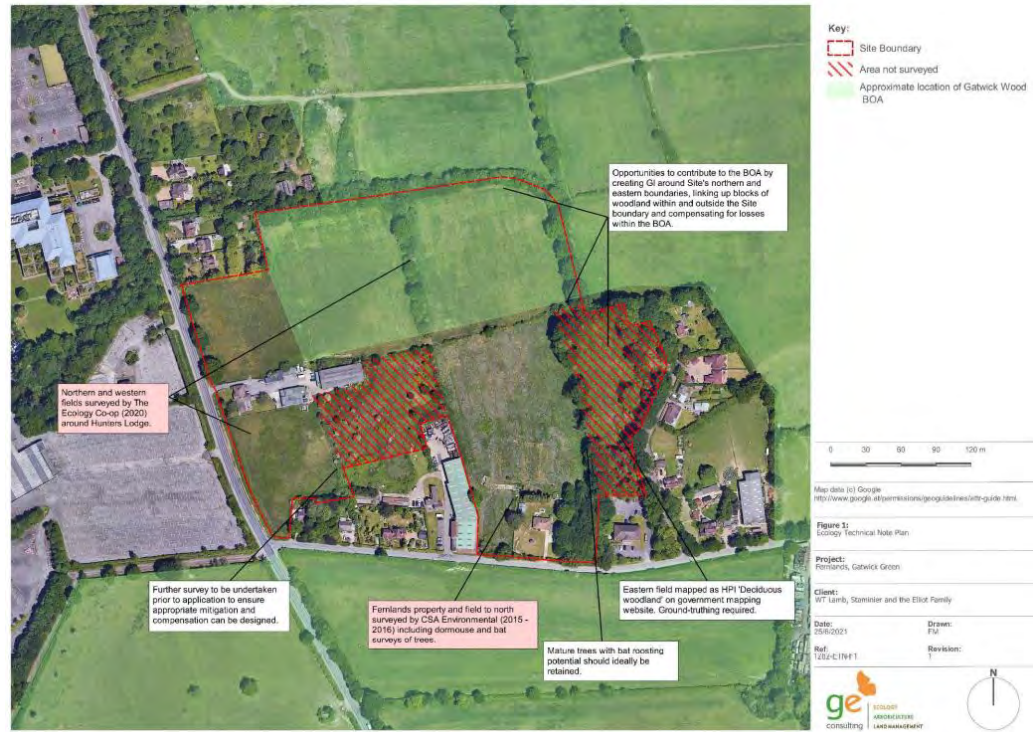 Key:
Site Boundary
Area not surveyed
Approximate location of Gatwick Wood
BOA
Opportunities to contribute to the BOA by
creating GI around Site's northern and
eastern boundaries, linking up blocks of
woodland within and outside the Site
boundary and compensating for losses
within the BOA.
Northern and western
fields surveyed by The
Ecology Co-op (2020)
around Hunters Lodge.
Further survey to be undertaken
prior to application to ensure
appropriate mitigation and
compensation can be designed.
Fernlands property and field to north
surveyed by CSA Environmental (2015 -
2016) including dormouse and bat
surveys of trees.
Mature trees with bat roosting
potential should ideally be
retained.
Eastern field mapped as HPI 'Deciduous
woodland' on government mapping
website. Ground-truthing required.
0 30 60 90 120 m
Map data (c) Google
Figure 1:
Ecology Technical Note Plan
Project:
Fernlands, Gatwick Green
Client:
WT Lamb, Staminier and the Elliot Family
Date:
25/6/2021
Drawn:
FM
Ref:
Revision:
1
ge
consulting
ECOLOGY
ARBORICULTURE
LAND MANAGEMENT
N